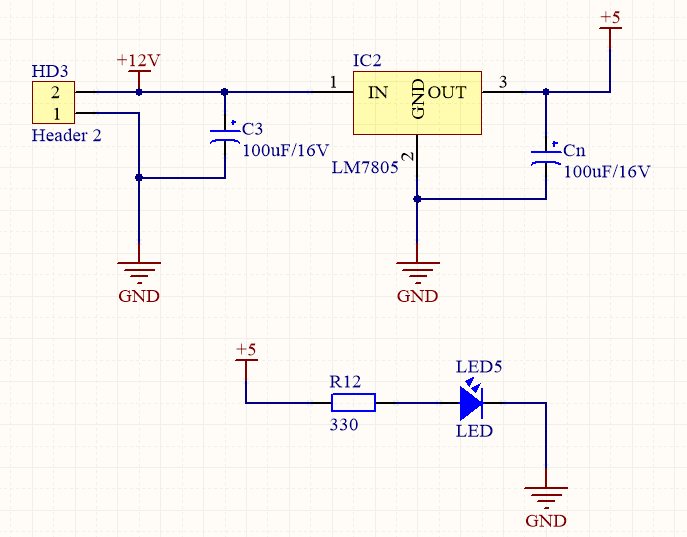 +5
+12V
IC2
HD3
1
3
2
IN
GND
OUT
1
C3
Header 2
100uF/16V
2
LM7805
Cn
100uF/16V
GND
GND
+5
LED5
R12
330
LED
GND